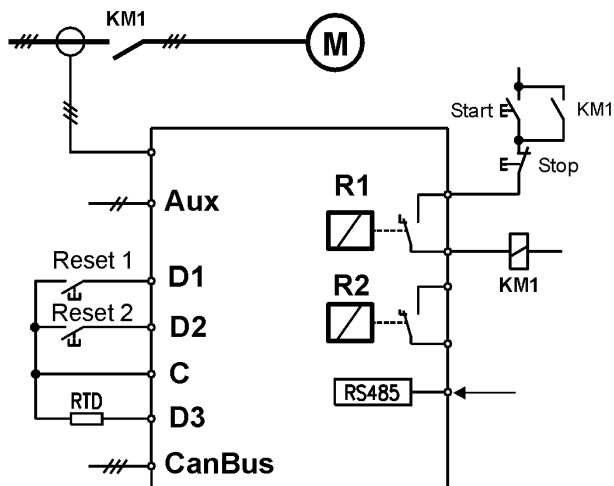 KM1
M
Start
KM1
Stop
R1
Aux
Reset 1
D1
KM1
R2
Reset 2
D2
C
RS485
RTD
D3
CanBus